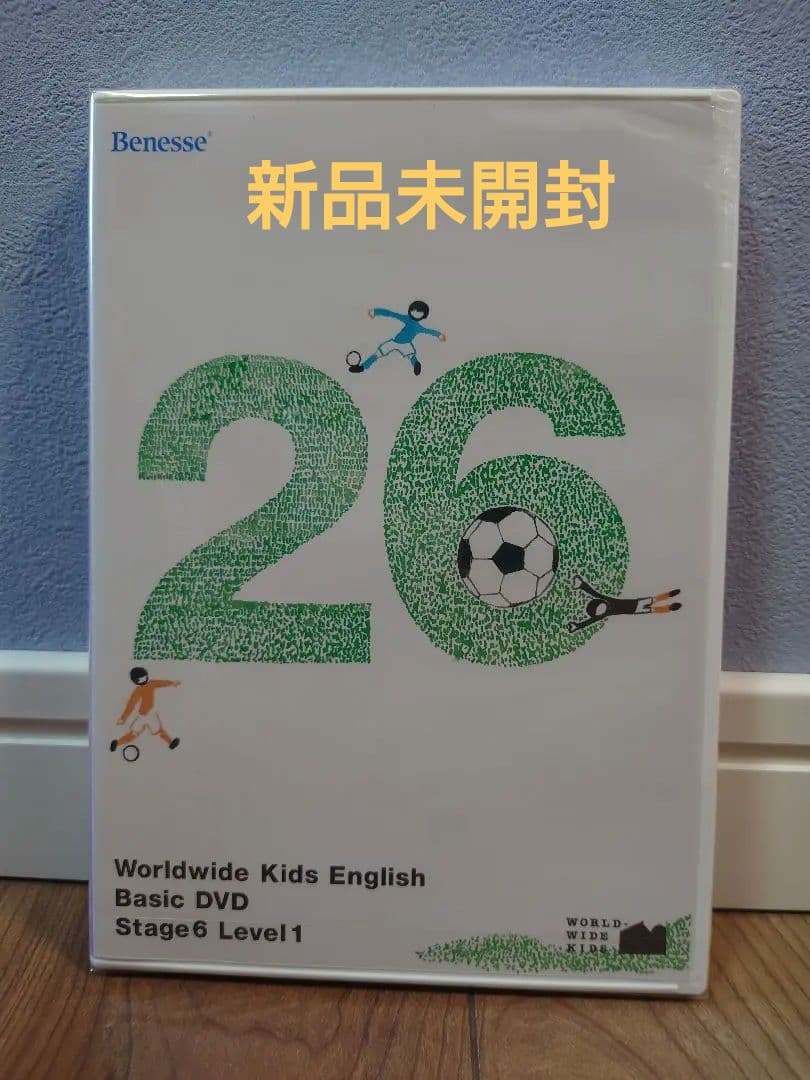 Benesse®
新品未開封
26
Worldwide Kids English
Basic DVD
Stage6 Level1
WORLD-
WIDE
KIDS